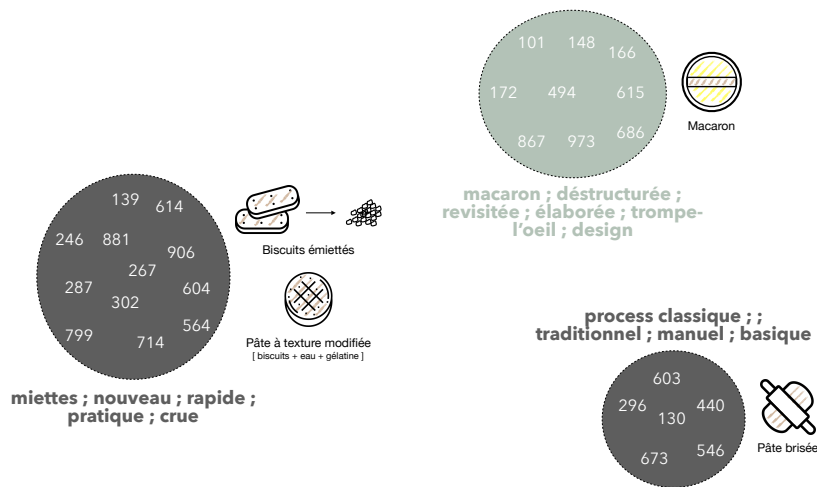 101 148 166
172 494 615
867 973 686
Macaron
macaron ; déstructurée ;
revisitée ; élaborée ; trompe-
l'oeil ; design
139 614
246 881 906
267
287 302 604
799 714 564
Biscuits émiettés
Pâte à texture modifiée
[ biscuits + eau + gélatine ]
miettes ; nouveau ; rapide ;
pratique ; crue
process classique ; ;
traditionnel ; manuel ; basique
603
296 130 440
673 546
Pâte brisée